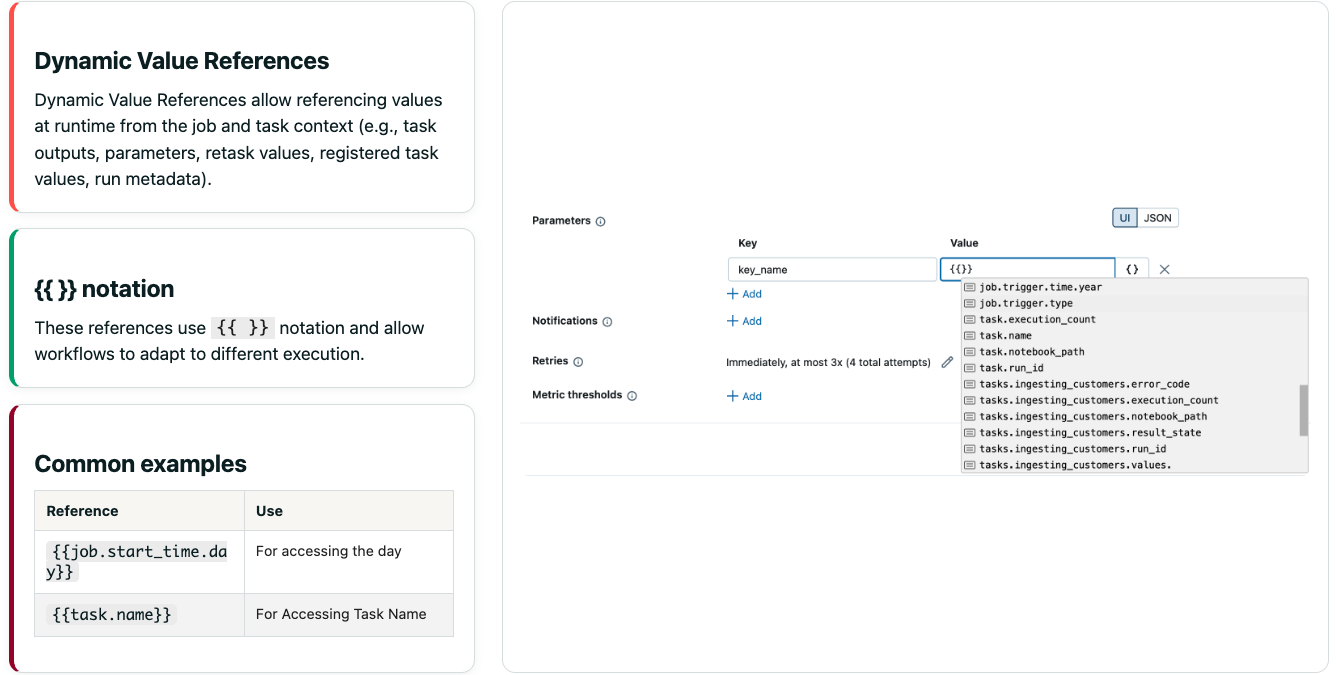 Dynamic Value References
Dynamic Value References allow referencing values
at runtime from the job and task context (e.g., task
outputs, parameters, retask values, registered task
values, run metadata).
{{ }} notation
These references use {{ }} notation and allow
workflows to adapt to different execution.
Common examples
Reference Use
{{job.start_time.da
y}}
For accessing the day
{{task.name}} For Accessing Task Name
Parameters
UI JSON
Key Value
key_name {{}} {}
+ Add
Notifications + Add
Retries Immediately, at most 3x (4 total attempts)
Metric thresholds + Add
job.trigger.time.year
job.trigger.type
task.execution_count
task.name
task.notebook_path
task.run_id
tasks.ingesting_customers.error_code
tasks.ingesting_customers.execution_count
tasks.ingesting_customers.notebook_path
tasks.ingesting_customers.result_state
tasks.ingesting_customers.run_id
tasks.ingesting_customers.values.